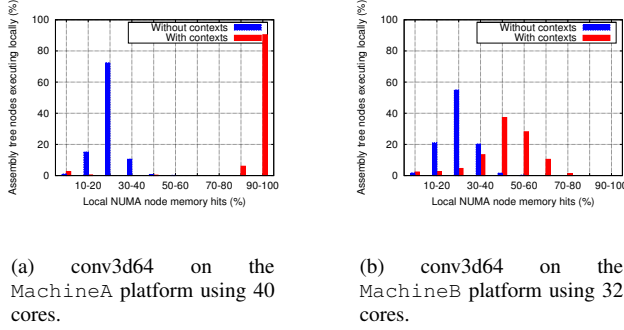 Assembly tree nodes executing locally (%)
100
80
60
40
20
0
Without contexts
With contexts
10-20 30-40 50-60 70-80 90-100
Local NUMA node memory hits (%)
(a) conv3d64 on the
MachineA platform using 40
cores.
Assembly tree nodes executing locally (%)
100
80
60
40
20
0
Without contexts
With contexts
10-20 30-40 50-60 70-80 90-100
Local NUMA node memory hits (%)
(b) conv3d64 on the
MachineB platform using 32
cores.